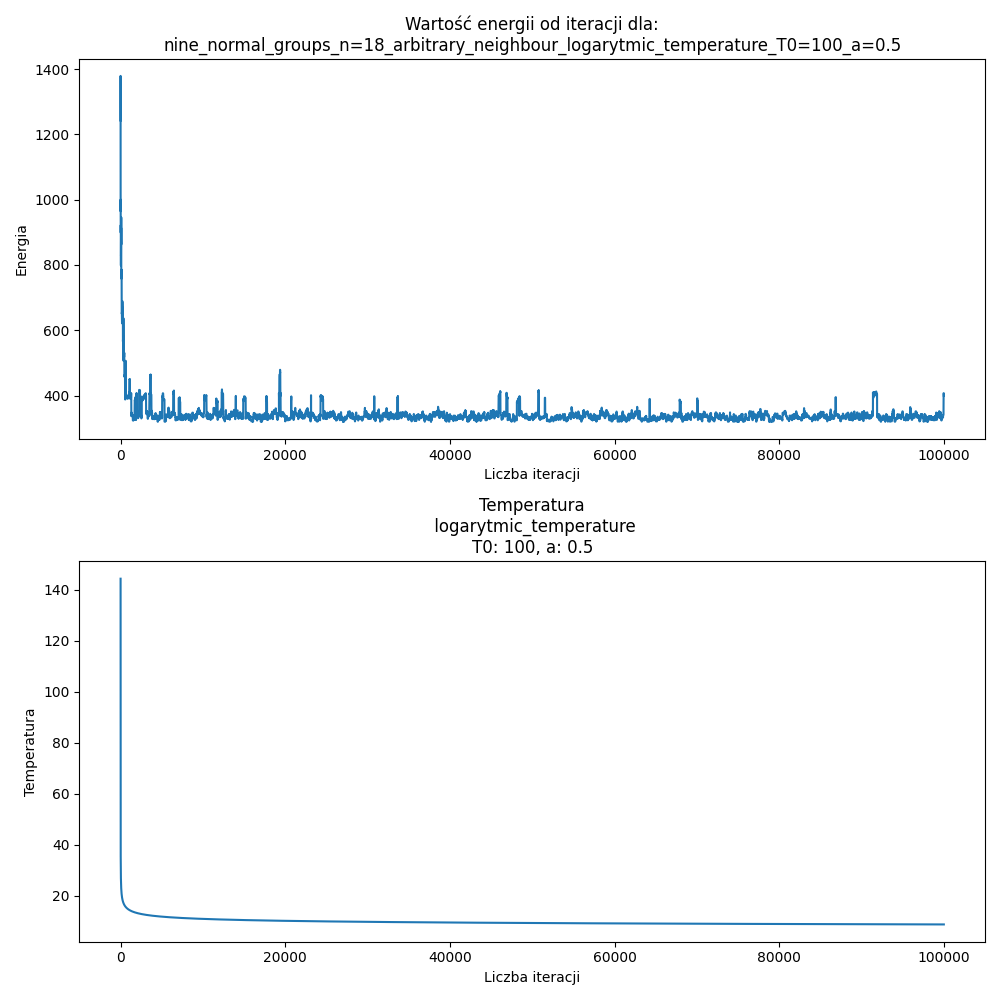 Wartość energii od iteracji dla:
nine_normal_groups_n=18_arbitrary_neighbour_logarytmic_temperature_T0=100_a=0.5
1400
1200
1000
800
600
400
Energia
0 20000 40000 60000 80000 100000
Liczba iteracji
Temperatura
logarytmic_temperature
T0: 100, a: 0.5
140
120
100
80
60
40
20
Temperatura
0 20000 40000 60000 80000 100000
Liczba iteracji